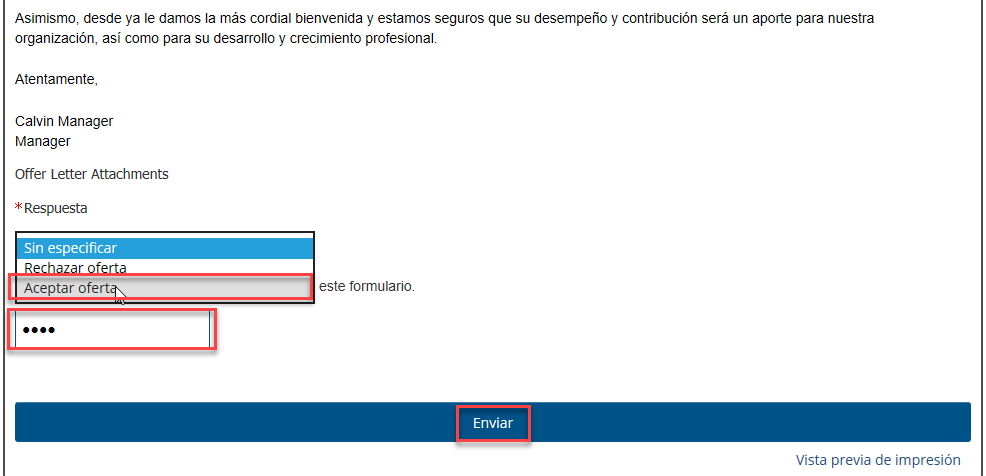 Asimismo, desde ya le damos la más cordial bienvenida y estamos seguros que su desempeño y contribución será un aporte para nuestra
organización, así como para su desarrollo y crecimiento profesional.
Atentamente,
Calvin Manager
Manager
Offer Letter Attachments
*Respuesta
Sin especificar
Rechazar oferta
Aceptar oferta este formulario.
••••
Enviar
Vista previa de impresión